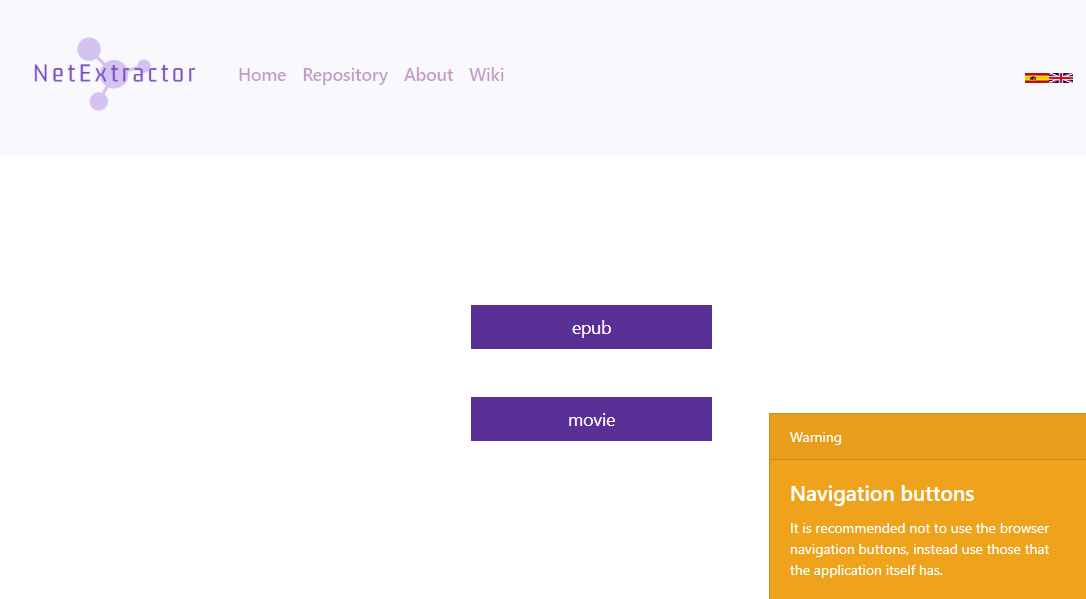 NetExtractor
Home Repository About Wiki
epub
movie
Warning
Navigation buttons
It is recommended not to use the browser
navigation buttons, instead use those that
the application itself has.